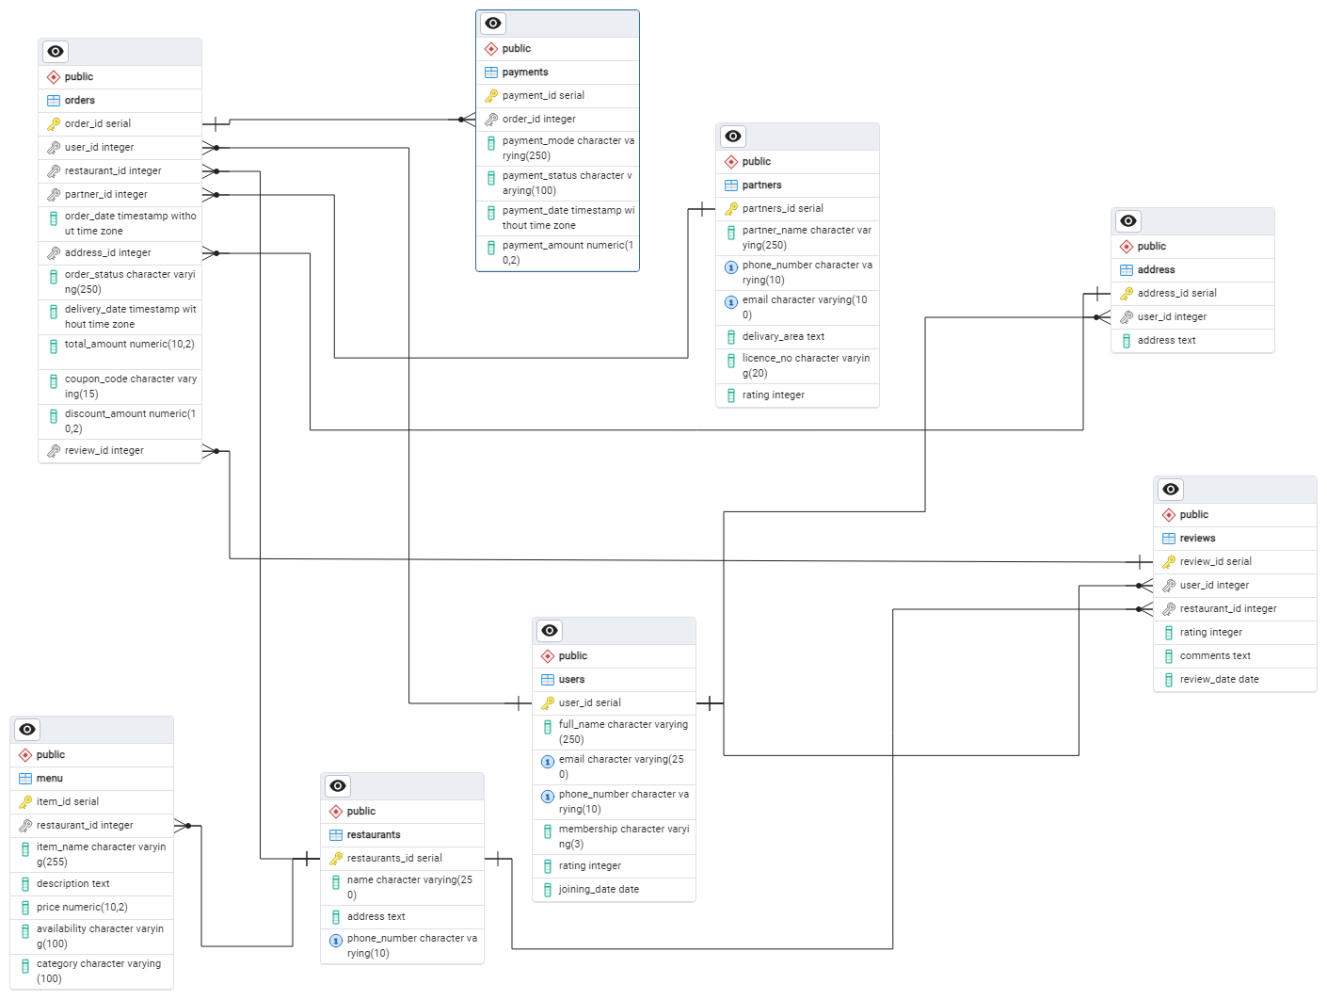 public
orders
order_id serial
user_id integer
restaurant_id integer
partner_id integer
order_date timestamp witho
ut time zone
address_id integer
order_status character varyi
ng(250)
delivery_date timestamp wit
hout time zone
total_amount numeric(10,2)
coupon_code character vary
ing(15)
discount_amount numeric(1
0,2)
review_id integer
public
payments
payment_id serial
order_id integer
payment_mode character va
rying(250)
payment_status character v
arying(100)
payment_date timestamp wi
thout time zone
payment_amount numeric(1
0,2)
public
partners
partners_id serial
partner_name character var
ying(250)
phone_number character va
rying(10)
email character varying(10
0)
delivary_area text
licence_no character varyin
g(20)
rating integer
public
address
address_id serial
user_id integer
address text
public
reviews
review_id serial
user_id integer
restaurant_id integer
rating integer
comments text
review_date date
public
users
user_id serial
full_name character varying
(250)
email character varying(25
0)
phone_number character va
rying(10)
membership character varyi
ng(3)
rating integer
joining_date date
public
menu
item_id serial
restaurant_id integer
item_name character varyin
g(255)
description text
price numeric(10,2)
availability character varyin
g(100)
category character varying
(100)
public
restaurants
restaurants_id serial
name character varying(25
0)
address text
phone_number character va
rying(10)